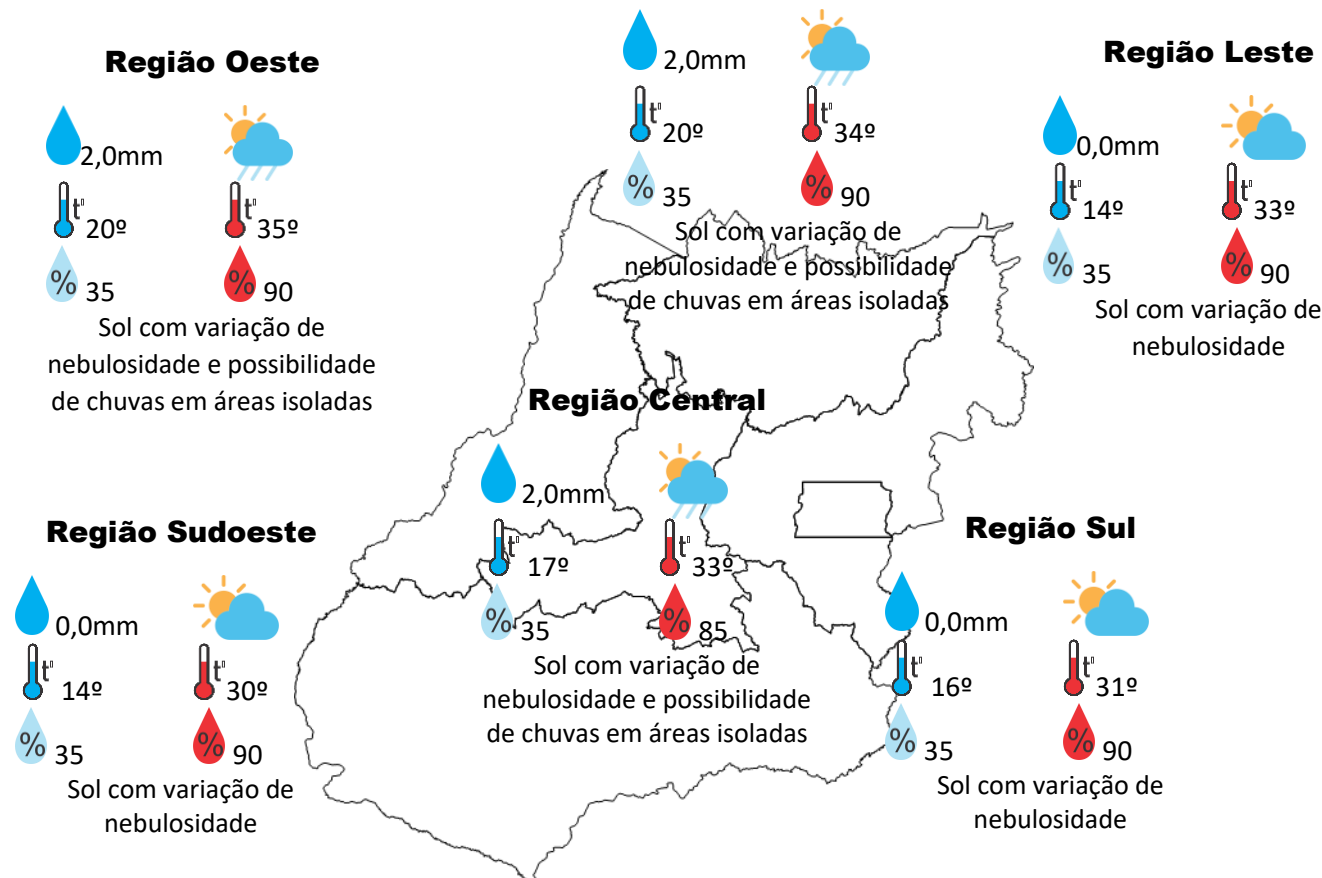 Região Oeste
2,0mm
t°
20º
35º
%
35
%
90
Sol com variação de
nebulosidade e possibilidade
de chuvas em áreas isoladas
2,0mm
t°
20º
34º
%
35
%
90
Sol com variação de
nebulosidade e possibilidade
de chuvas em áreas isoladas
Região Leste
0,0mm
t°
14º
t°
33º
%
35
%
90
Sol com variação de
nebulosidade
Região Central
2,0mm
t°
17º
t°
33º
%
35
%
85
Sol com variação de
nebulosidade e possibilidade
de chuvas em áreas isoladas
Região Sudoeste
0,0mm
t°
14º
t°
30º
%
35
%
90
Sol com variação de
nebulosidade
Região Sul
0,0mm
t°
16º
t°
31º
%
35
%
90
Sol com variação de
nebulosidade